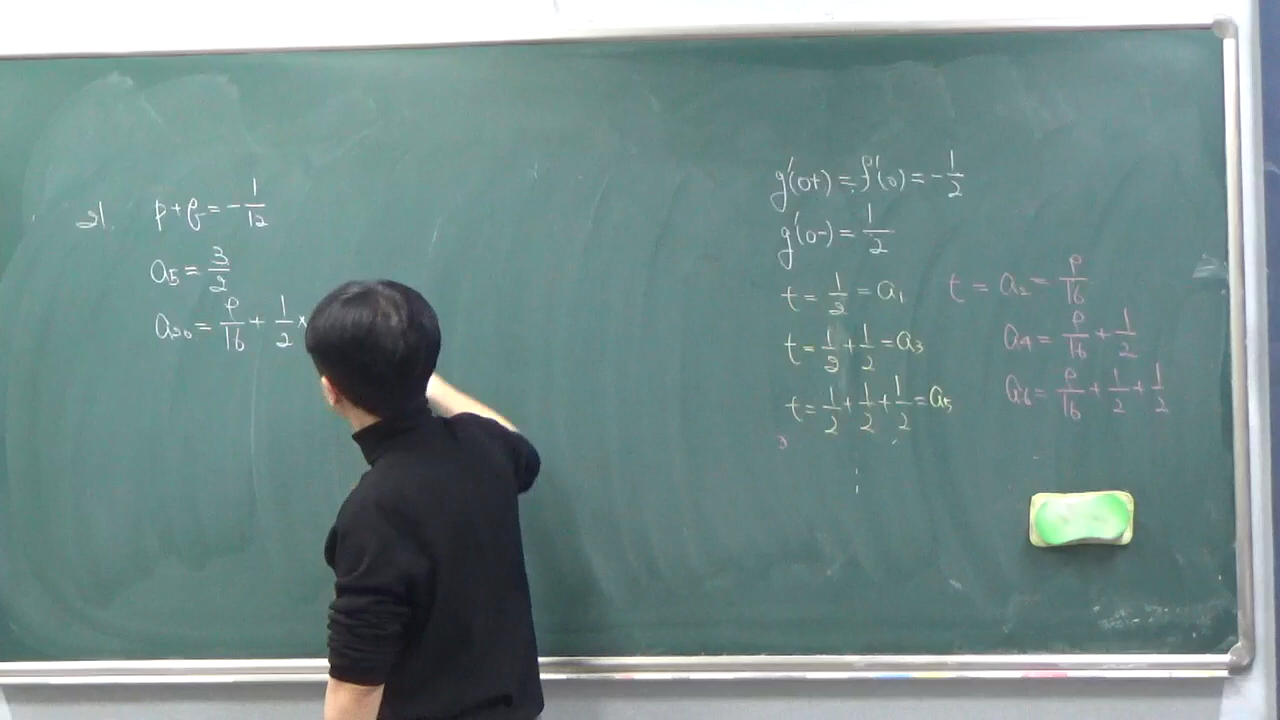 21. p+q=-1/12
a₅=3/2
a₂₀=p/16+1/2×
g'(0+)=f'(0)=-1/2
g'(0-)=1/2
t=1/2=a₁
t=1/2+1/2=a₃
t=1/2+1/2+1/2=a₅
t=a₂=p/16
a₄=p/16+1/2
a₆=p/16+1/2+1/2